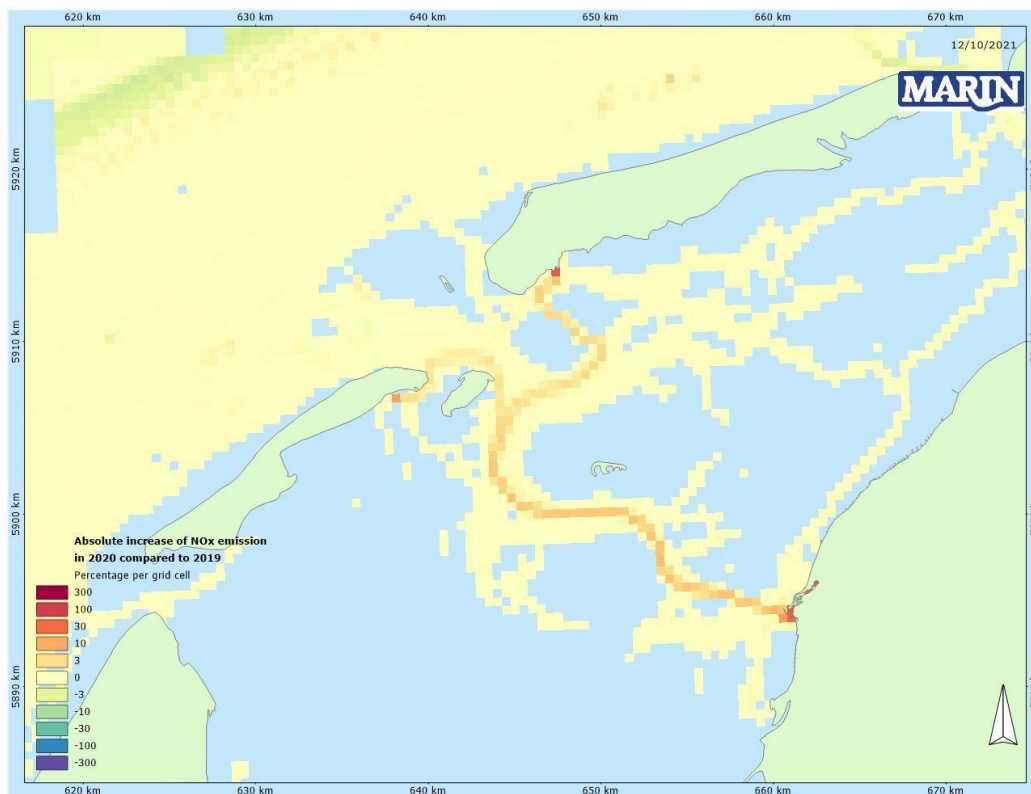 620 km 630 km 640 km 650 km 660 km 670 km
12/10/2021
MARIN
5920 km
5910 km
5900 km
5890 km
Absolute increase of NOx emission
in 2020 compared to 2019
Percentage per grid cell
300
100
30
10
3
0
-3
-10
-30
-100
-300
620 km 630 km 640 km 650 km 660 km 670 km